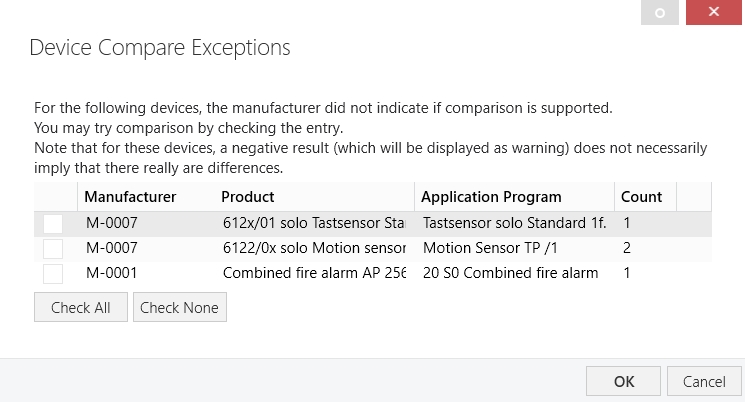 Device Compare Exceptions
For the following devices, the manufacturer did not indicate if comparison is supported.
You may try comparison by checking the entry.
Note that for these devices, a negative result (which will be displayed as warning) does not necessarily
imply that there really are differences.
Manufacturer Product Application Program Count
M-0007 612x/01 solo Tastsensor Sta Tastsensor solo Standard 1f. 1
M-0007 6122/0x solo Motion sensor Motion Sensor TP /1 2
M-0001 Combined fire alarm AP 256 20 S0 Combined fire alarm 1
Check All Check None
OK Cancel